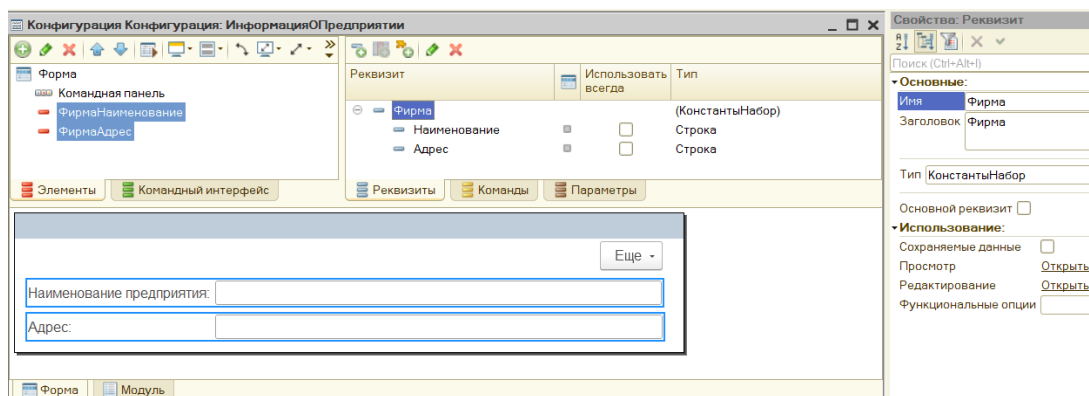 Конфигурация Конфигурация: ИнформацияОПредприятии
Форма
Командная панель
ФирмаНаименование
ФирмаАдрес
Элементы
Командный интерфейс
Реквизит
Использовать всегда
Тип
Фирма
(КонстантыНабор)
Наименование
Строка
Адрес
Строка
Реквизиты
Команды
Параметры
Еще
Наименование предприятия:
Адрес:
Форма
Модуль
Свойства: Реквизит
Поиск (Ctrl+Alt+I)
Основные:
Имя
Фирма
Заголовок
Фирма
Тип
КонстантыНабор
Основной реквизит
Использование:
Сохраняемые данные
Просмотр
Открыть
Редактирование
Открыть
Функциональные опции